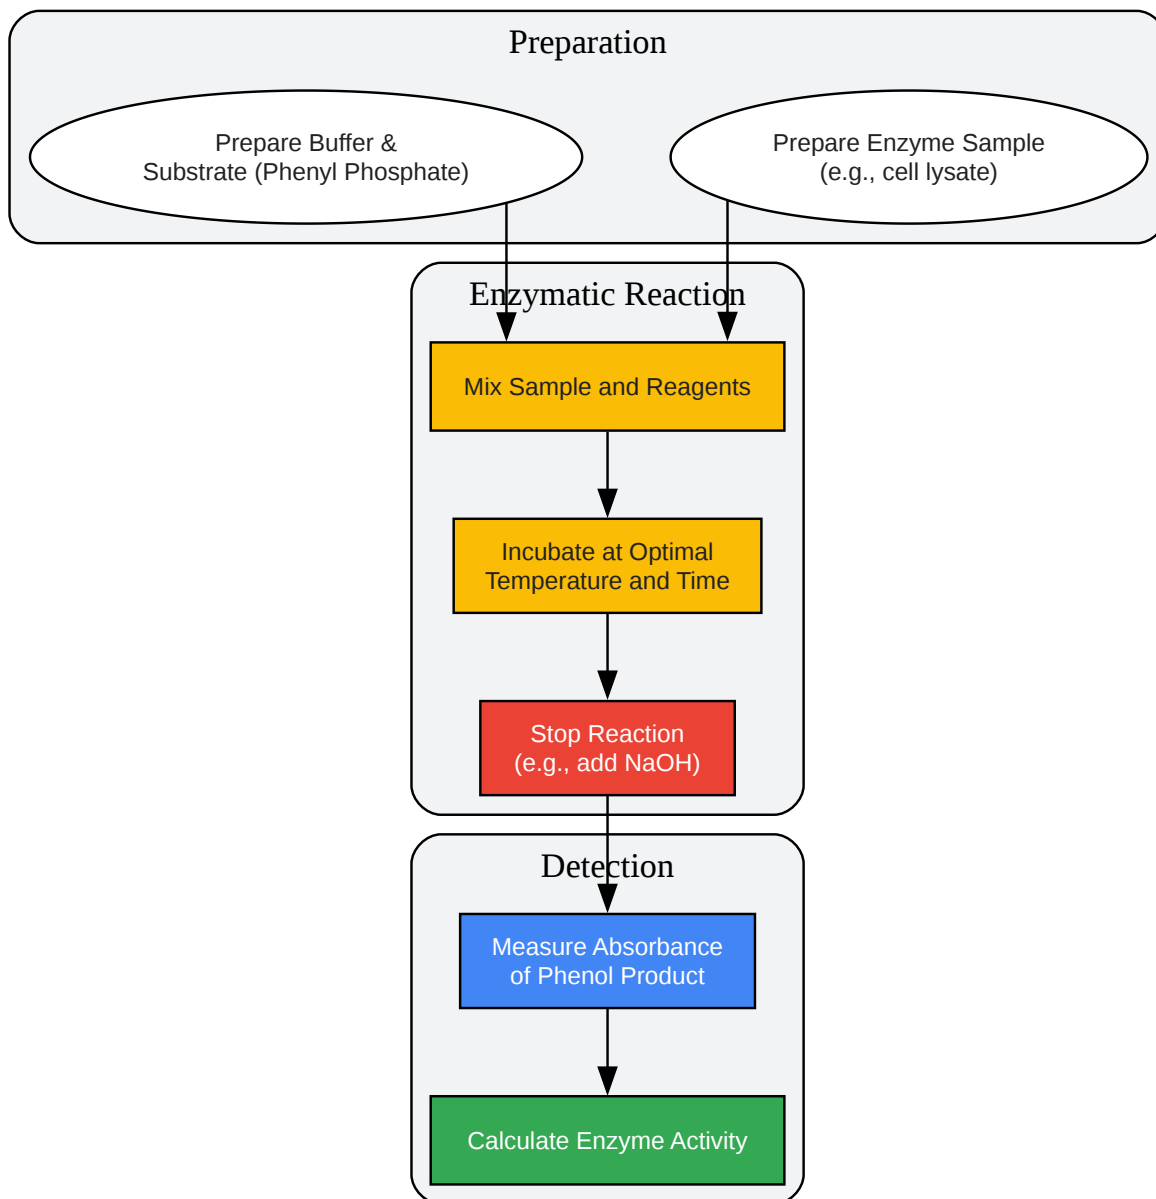 Preparation
Prepare Buffer &
Substrate (Phenyl Phosphate)
Prepare Enzyme Sample
(e.g., cell lysate)
Enzymatic Reaction
Mix Sample and Reagents
Incubate at Optimal
Temperature and Time
Stop Reaction
(e.g., add NaOH)
Detection
Measure Absorbance
of Phenol Product
Calculate Enzyme Activity